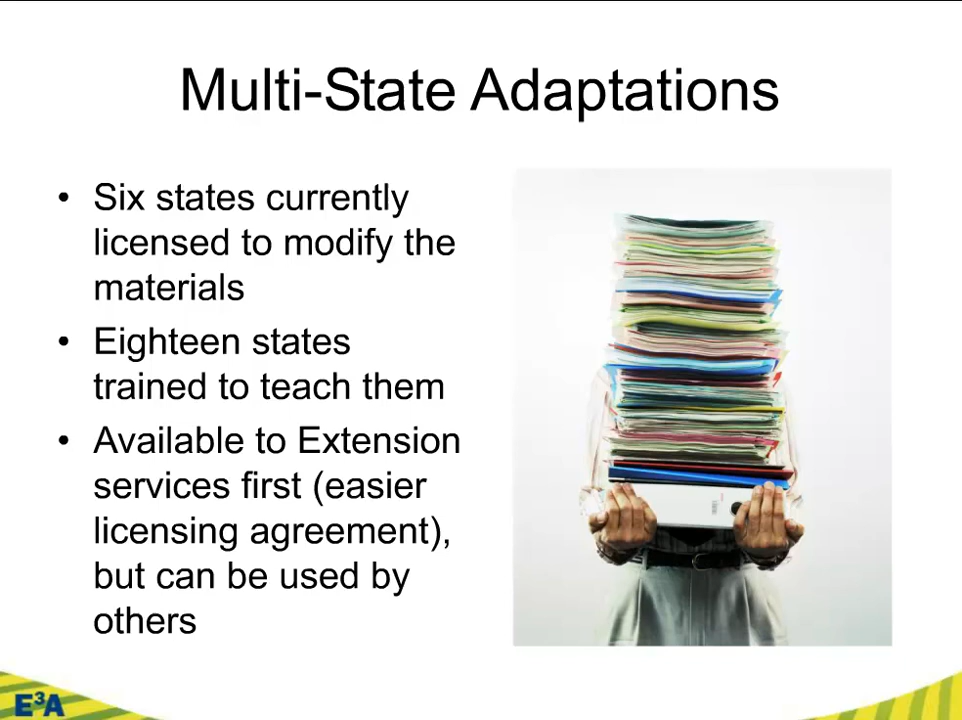 Multi-State Adaptations
• Six states currently
licensed to modify the
materials
• Eighteen states
trained to teach them
• Available to Extension
services first (easier
licensing agreement),
but can be used by
others
E³A